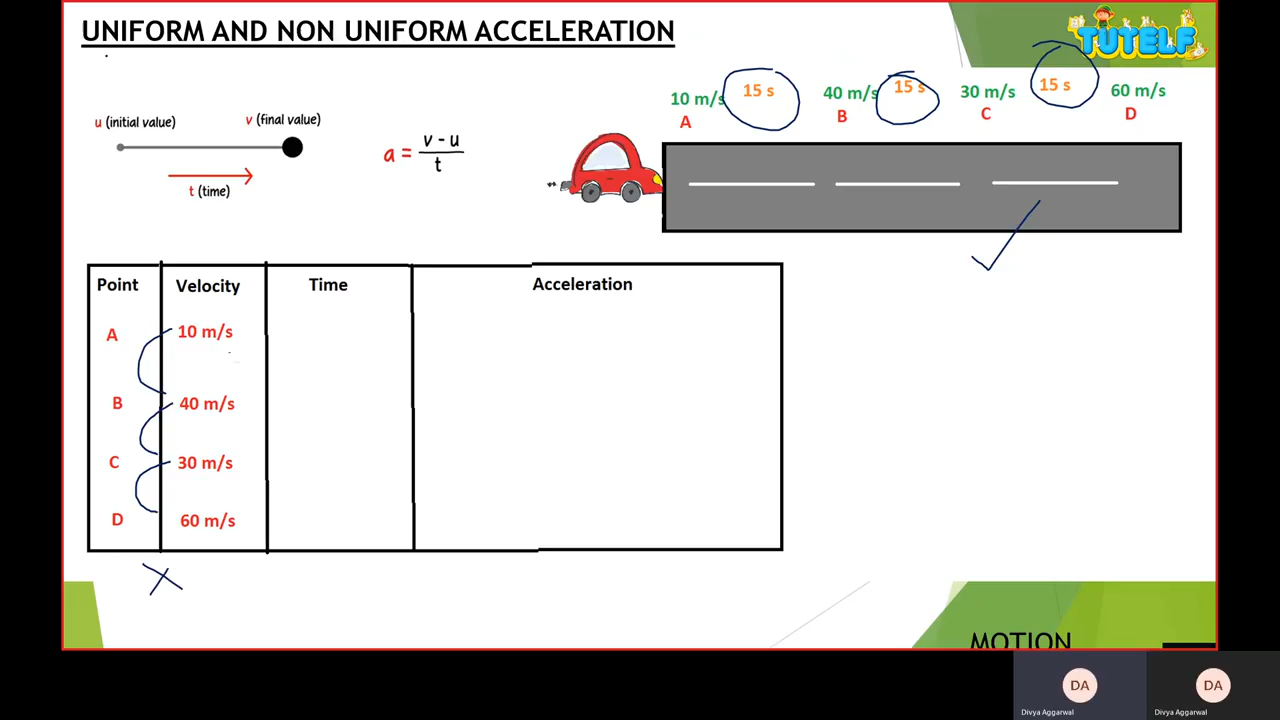 UNIFORM AND NON UNIFORM ACCELERATION
TUTELF
u (initial value)
v (final value)
t (time)
a = v - u
t
10 m/s 15 s 40 m/s 15 s 30 m/s 15 s 60 m/s
A B C D
Point Velocity Time Acceleration
A 10 m/s
B 40 m/s
C 30 m/s
D 60 m/s
MOTION
DA DA
Divya Aggarwal Divya Aggarwal